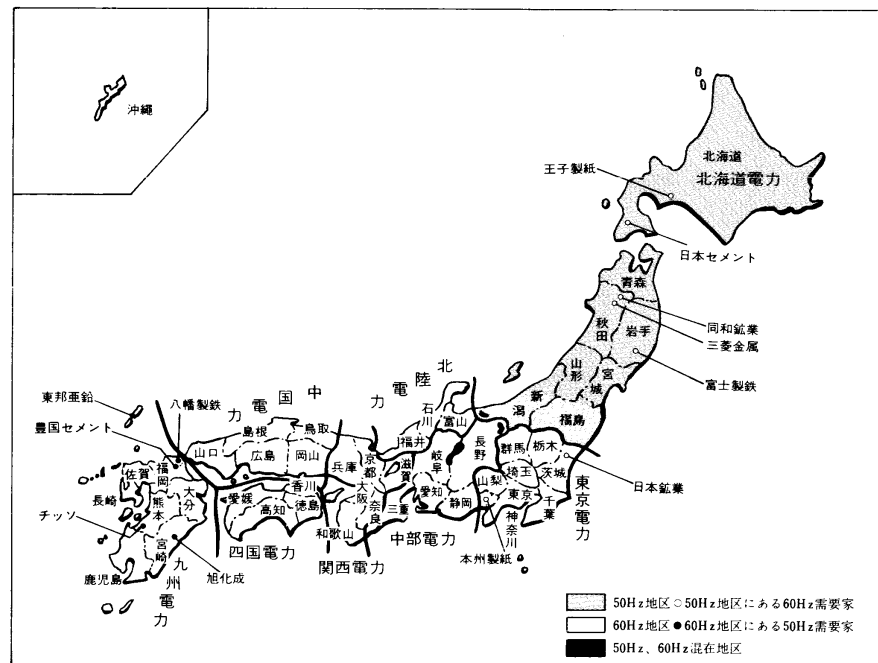 沖縄
北海道
北海道電力
王子製紙
日本セメント
青森
秋田
岩手
同和鉱業
三菱金属
山形
宮城
富士製鉄
新潟
福島
北陸電力
石川
富山
福井
中国電力
鳥取
島根
山口
広島
岡山
東邦亜鉛
八幡製鉄
豊国セメント
長野
群馬
栃木
茨城
埼玉
山梨
東京
千葉
神奈川
日本鉱業
東京電力
岐阜
愛知
静岡
滋賀
京都
兵庫
大阪
奈良
三重
和歌山
香川
徳島
愛媛
高知
佐賀
福岡
長崎
大分
熊本
宮崎
鹿児島
チッソ
旭化成
九州電力
四国電力
関西電力
中部電力
本州製紙
50Hz地区○50Hz地区にある60Hz需要家
60Hz地区●60Hz地区にある50Hz需要家
50Hz、60Hz混在地区